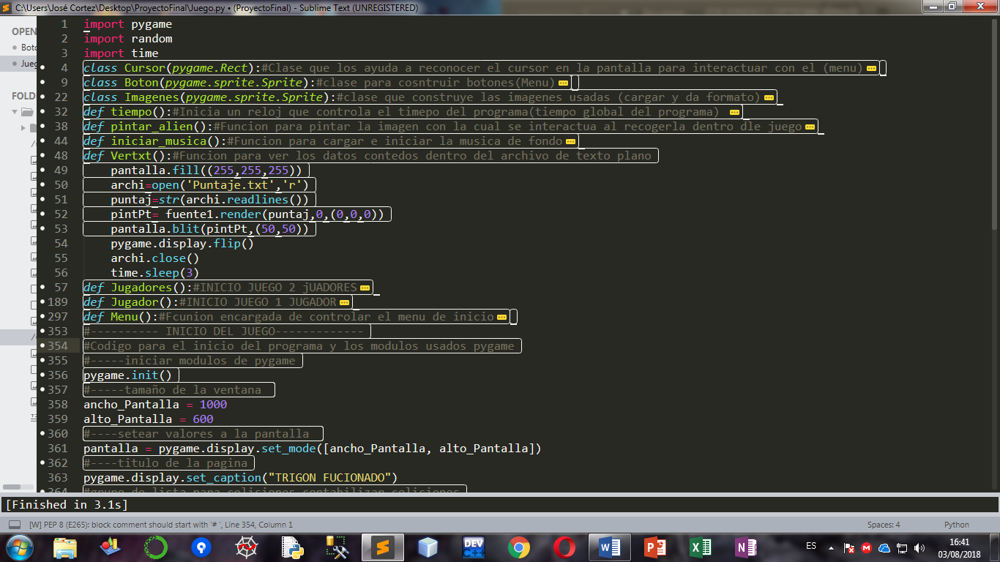 C:\Users\José Cortez\Desktop\ProyectoFinal\Juego.py • (ProyectoFinal) - Sublime Text (UNREGISTERED)
OPEN
FOLD
1 import pygame
2 import random
3 import time
4 class Cursor(pygame.Rect):#Clase que los ayuda a reconocer el cursor en la pantalla para interactuar con el (menu)
9 class Boton(pygame.sprite.Sprite):#clase para cosntruir botones(Menu)
22 class Imagenes(pygame.sprite.Sprite):#clase que construye las imagenes usadas (cargar y da formato)
32 def tiempo():#Inicia un reloj que controla el timepo del programa(tiempo global del programa)
38 def pintar_alien():#Funcion para pintar la imagen con la cual se interactua al recogerla dentro dle juego
44 def iniciar_musica():#Funcion para cargar e iniciar la musica de fondo
48 def Vertxt():#Funcion para ver los datos contedos dentro del archivo de texto plano
49 pantalla.fill((255,255,255))
50 archi=open('Puntaje.txt','r')
51 puntaj=str(archi.readlines())
52 pintPt= fuente1.render(puntaj,0,(0,0,0))
53 pantalla.blit(pintPt,(50,50))
54 pygame.display.flip()
55 archi.close()
56 time.sleep(3)
57 def Jugadores():#INICIO JUEGO 2 jUADORES
189 def Jugador():#INICIO JUEGO 1 JUGADOR
297 def Menu():#Fcunion encargada de controlar el menu de inicio
353 #---------- INICIO DEL JUEGO-------------
354 #Codigo para el inicio del programa y los modulos usados pygame
355 #-----iniciar modulos de pygame
356 pygame.init()
357 #-----tamaño de la ventana
358 ancho_Pantalla = 1000
359 alto_Pantalla = 600
360 #----setear valores a la pantalla
361 pantalla = pygame.display.set_mode([ancho_Pantalla, alto_Pantalla])
362 #----titulo de la pagina
363 pygame.display.set_caption("TRIGON FUCIONADO")
364 #grupo de lista para colisiones contabilizan colisiones
[Finished in 3.1s]
[W] PEP 8 (E265): block comment should start with '# ', Line 354, Column 1
Spaces: 4
Python
DEV C++
ES
16:41
03/08/2018